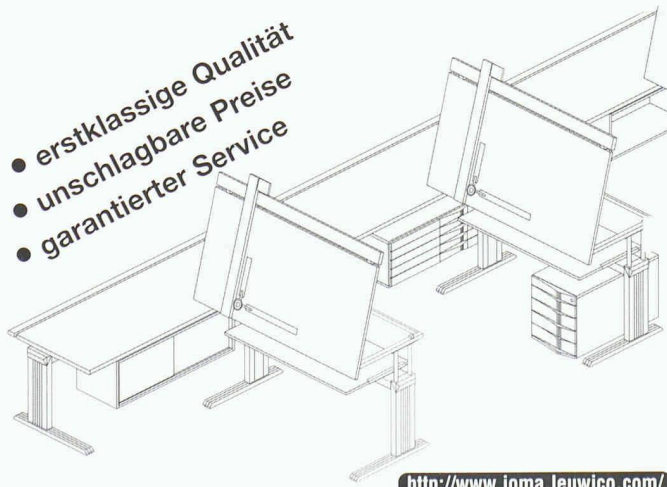 ● erstklassige Qualität
● unschlagbare Preise
● garantierter Service
http://www.joma.leuwico.com/